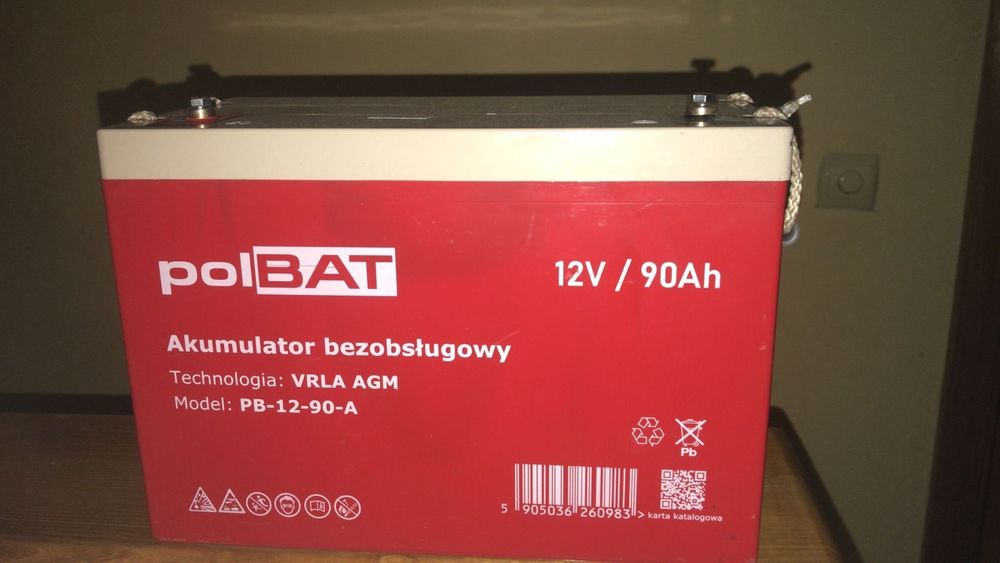 polBAT
12V / 90Ah
Akumulator bezobsługowy
Technologia: VRLA AGM
Model: PB-12-90-A
Pb
5 905036 260983 >
karta katalogowa